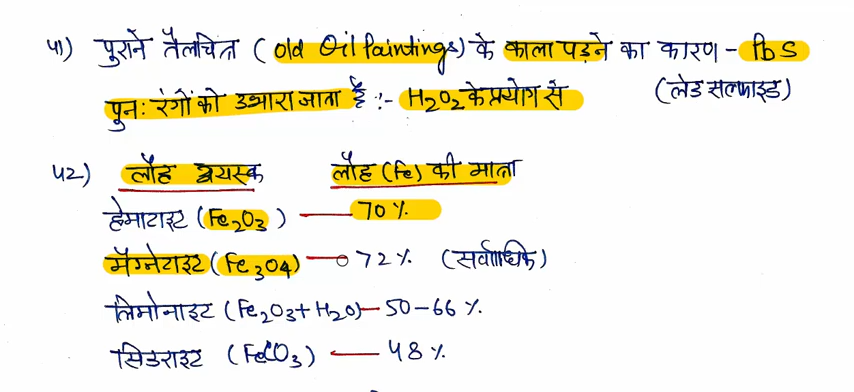 41) पुराने तैलचित्र ( old Oil Paintings) के काला पड़ने का कारण - PbS
पुनः रंगों को उभारा जाता है :- H2O2 के प्रयोग से (लेड सल्फाइड)
42) लौह अयस्क लौह (Fe) की मात्रा
हेमाटाइट (Fe2O3) — 70 %
मैग्नेटाइट (Fe3O4) — 72 % (सर्वाधिक)
लिमोनाइट (Fe2O3+H2O) — 50-66 %
सिडराइट (FeCO3) — 48 %